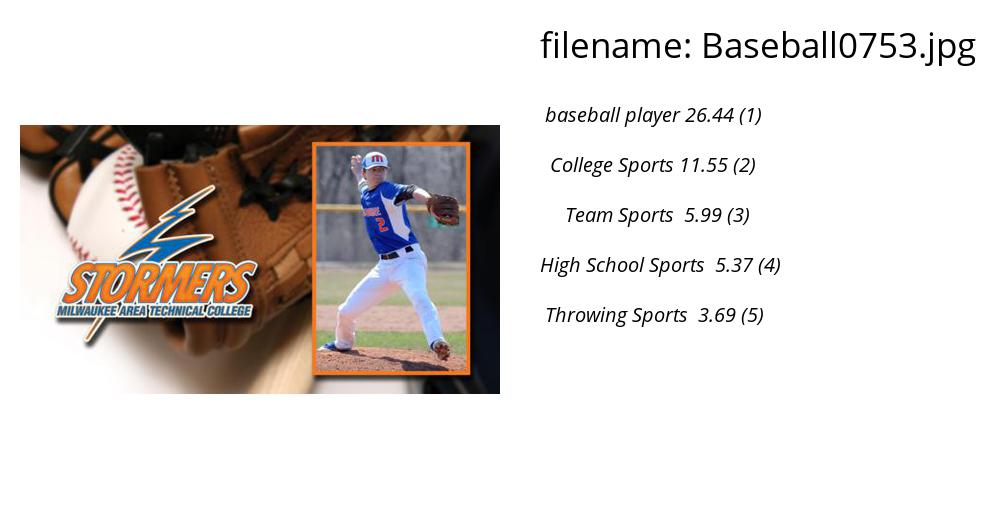 filename: Baseball0753.jpg
baseball player 26.44 (1)
College Sports 11.55 (2)
Team Sports 5.99 (3)
High School Sports 5.37 (4)
Throwing Sports 3.69 (5)
STORMERS
MILWAUKEE AREA TECHNICAL COLLEGE
M
2